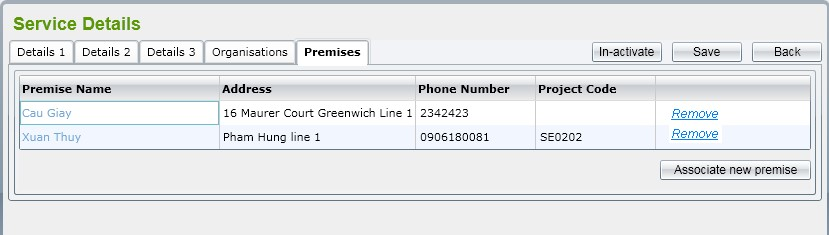 Service Details
Details 1 Details 2 Details 3 Organisations Premises In-activate Save Back
Premise Name Address Phone Number Project Code
Cau Giay 16 Maurer Court Greenwich Line 1 2342423 Remove
Xuan Thuy Pham Hung line 1 0906180081 SE0202 Remove
Associate new premise